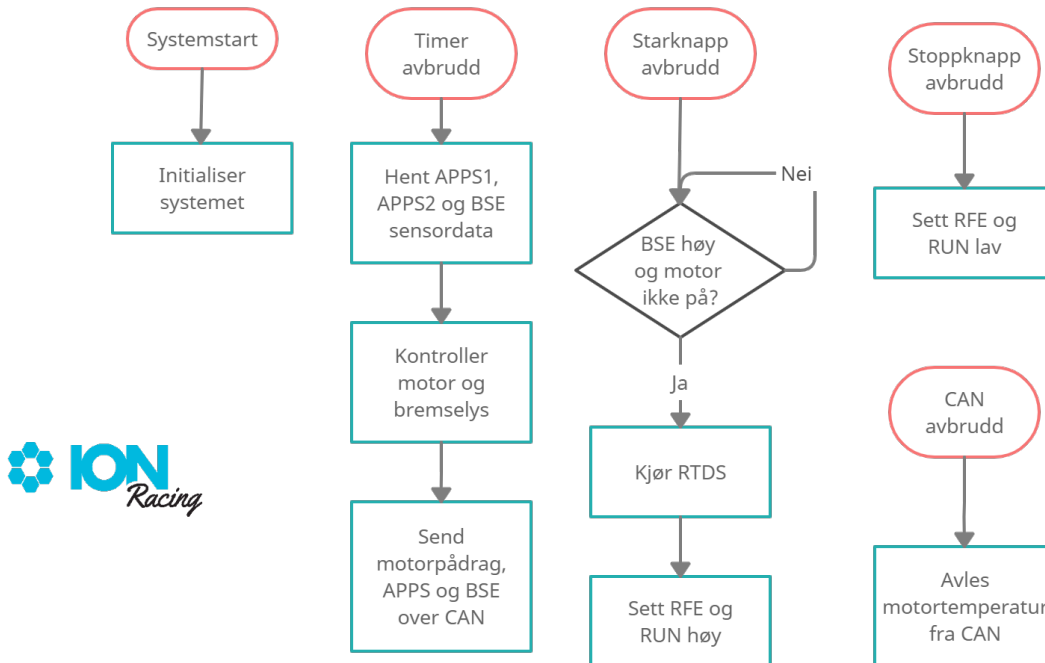 Systemstart
Initialiser
systemet
Timer
avbrudd
Hent APPS1,
APPS2 og BSE
sensordata
Kontroller
motor og
bremselys
Send
motorpådrag,
APPS og BSE
over CAN
Starknapp
avbrudd
Nei
BSE høy
og motor
ikke på?
Ja
Kjør RTDS
Sett RFE og
RUN høy
Stoppknapp
avbrudd
Sett RFE og
RUN lav
CAN
avbrudd
Avles
motortemperatur
fra CAN
ION
Racing